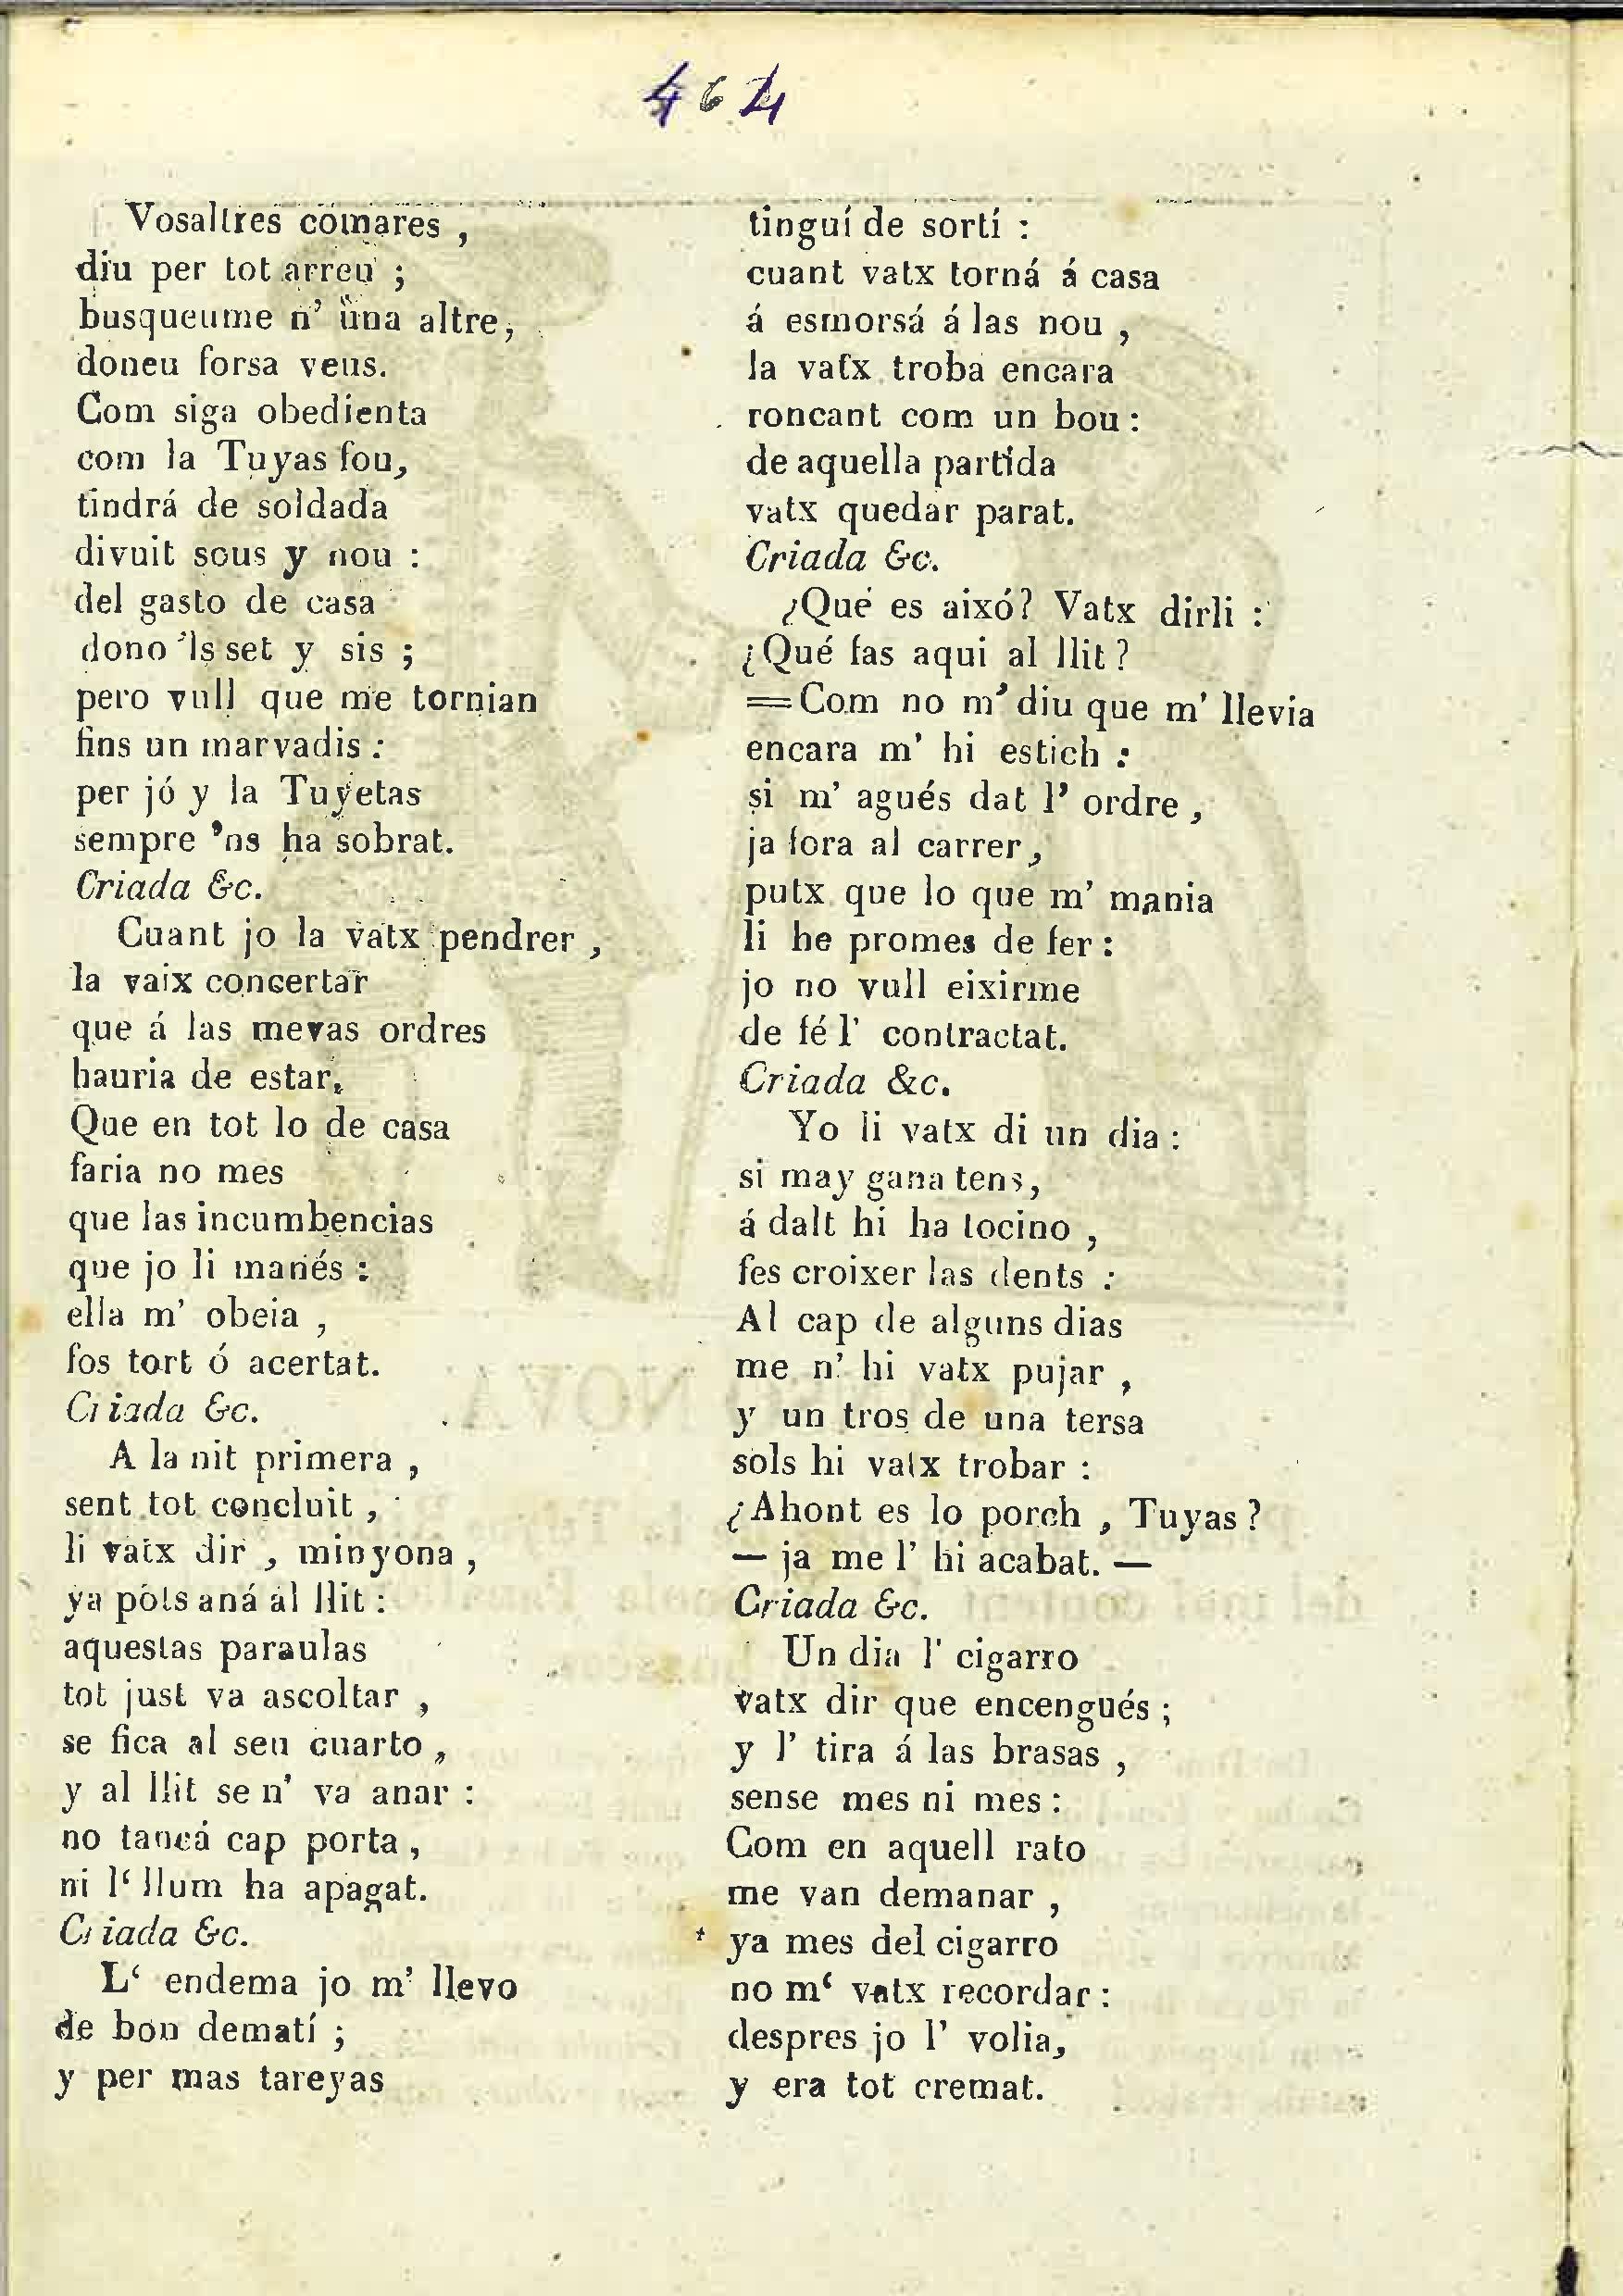 464
Vosaltres comares ,
diu per tot arreu ;
busqueume n' una altre,
doneu forsa veus.
Com siga obedienta
com la Tuyas fou,
tindrá de soldada
divuit sous y nou :
del gasto de casa
dono 'ls set y sis ;
pero vull que me tornian
fins un marvadis :
per jó y la Tuyetas
sempre 'ns ha sobrat.
Criada &c.
Cuant jo la vatx pendrer ,
la vaix concertar
que á las mevas ordres
hauria de estar,
Que en tot lo de casa
faria no mes
que las incumbencias
que jo li manés :
ella m' obeia ,
fos tort ó acertat.
Criada &c.
A la nit primera ,
sent tot concluit ,
li vatx dir , minyona ,
ya pots aná al llit :
aquestas paraulas
tot just va ascoltar ,
se fica al seu cuarto ,
y al llit se n' va anar :
no tancá cap porta ,
ni l‘ llum ha apagat.
Criada &c.
L‘ endema jo m' llevo
de bon dematí ;
y per mas tareyas
tinguí de sortí :
cuant vatx torná á casa
á esmorsá á las nou ,
la vatx troba encara
roncant com un bou :
de aquella partida
vatx quedar parat.
Criada &c.
¿Qué es aixó? Vatx dirli :
¿Qué fas aqui al llit ?
=Com no m' diu que m' llevia
encara m' hi estich :
si m' agués dat l' ordre ,
ja fora al carrer ,
putx que lo que m' mania
li he promes de fer :
jo no vull eixirme
de fé l' contractat.
Criada &c.
Yo li vatx di un dia :
si may gana tens,
á dalt hi ha tocino ,
fes croixer las dents :
Al cap de alguns dias
me n' hi vatx pujar ,
y un tros de una tersa
sols hi vatx trobar :
¿Ahont es lo porch , Tuyas ?
— ja me l' hi acabat. —
Criada &c.
Un dia l' cigarro
vatx dir que encengués ;
y l' tira á las brasas ,
sense mes ni mes :
Com en aquell rato
me van demanar ,
ya mes del cigarro
no m‘ vatx recordar :
despres jo l' volia,
y era tot cremat.